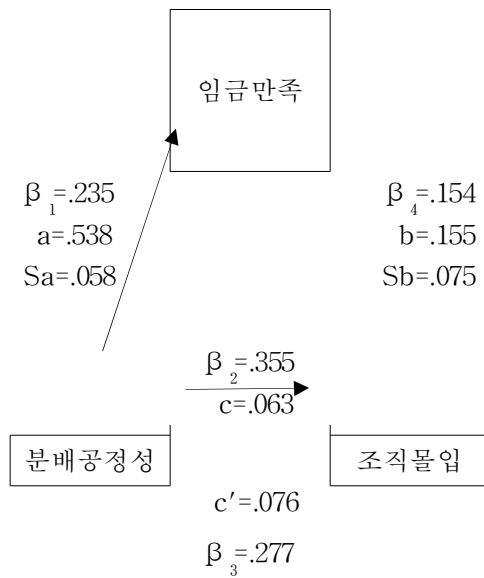 임금만족
β₁=.235
a=.538
Sa=.058
β₄=.154
b=.155
Sb=.075
β₂=.355
c=.063
분배공정성
조직몰입
c′=.076
β₃=.277